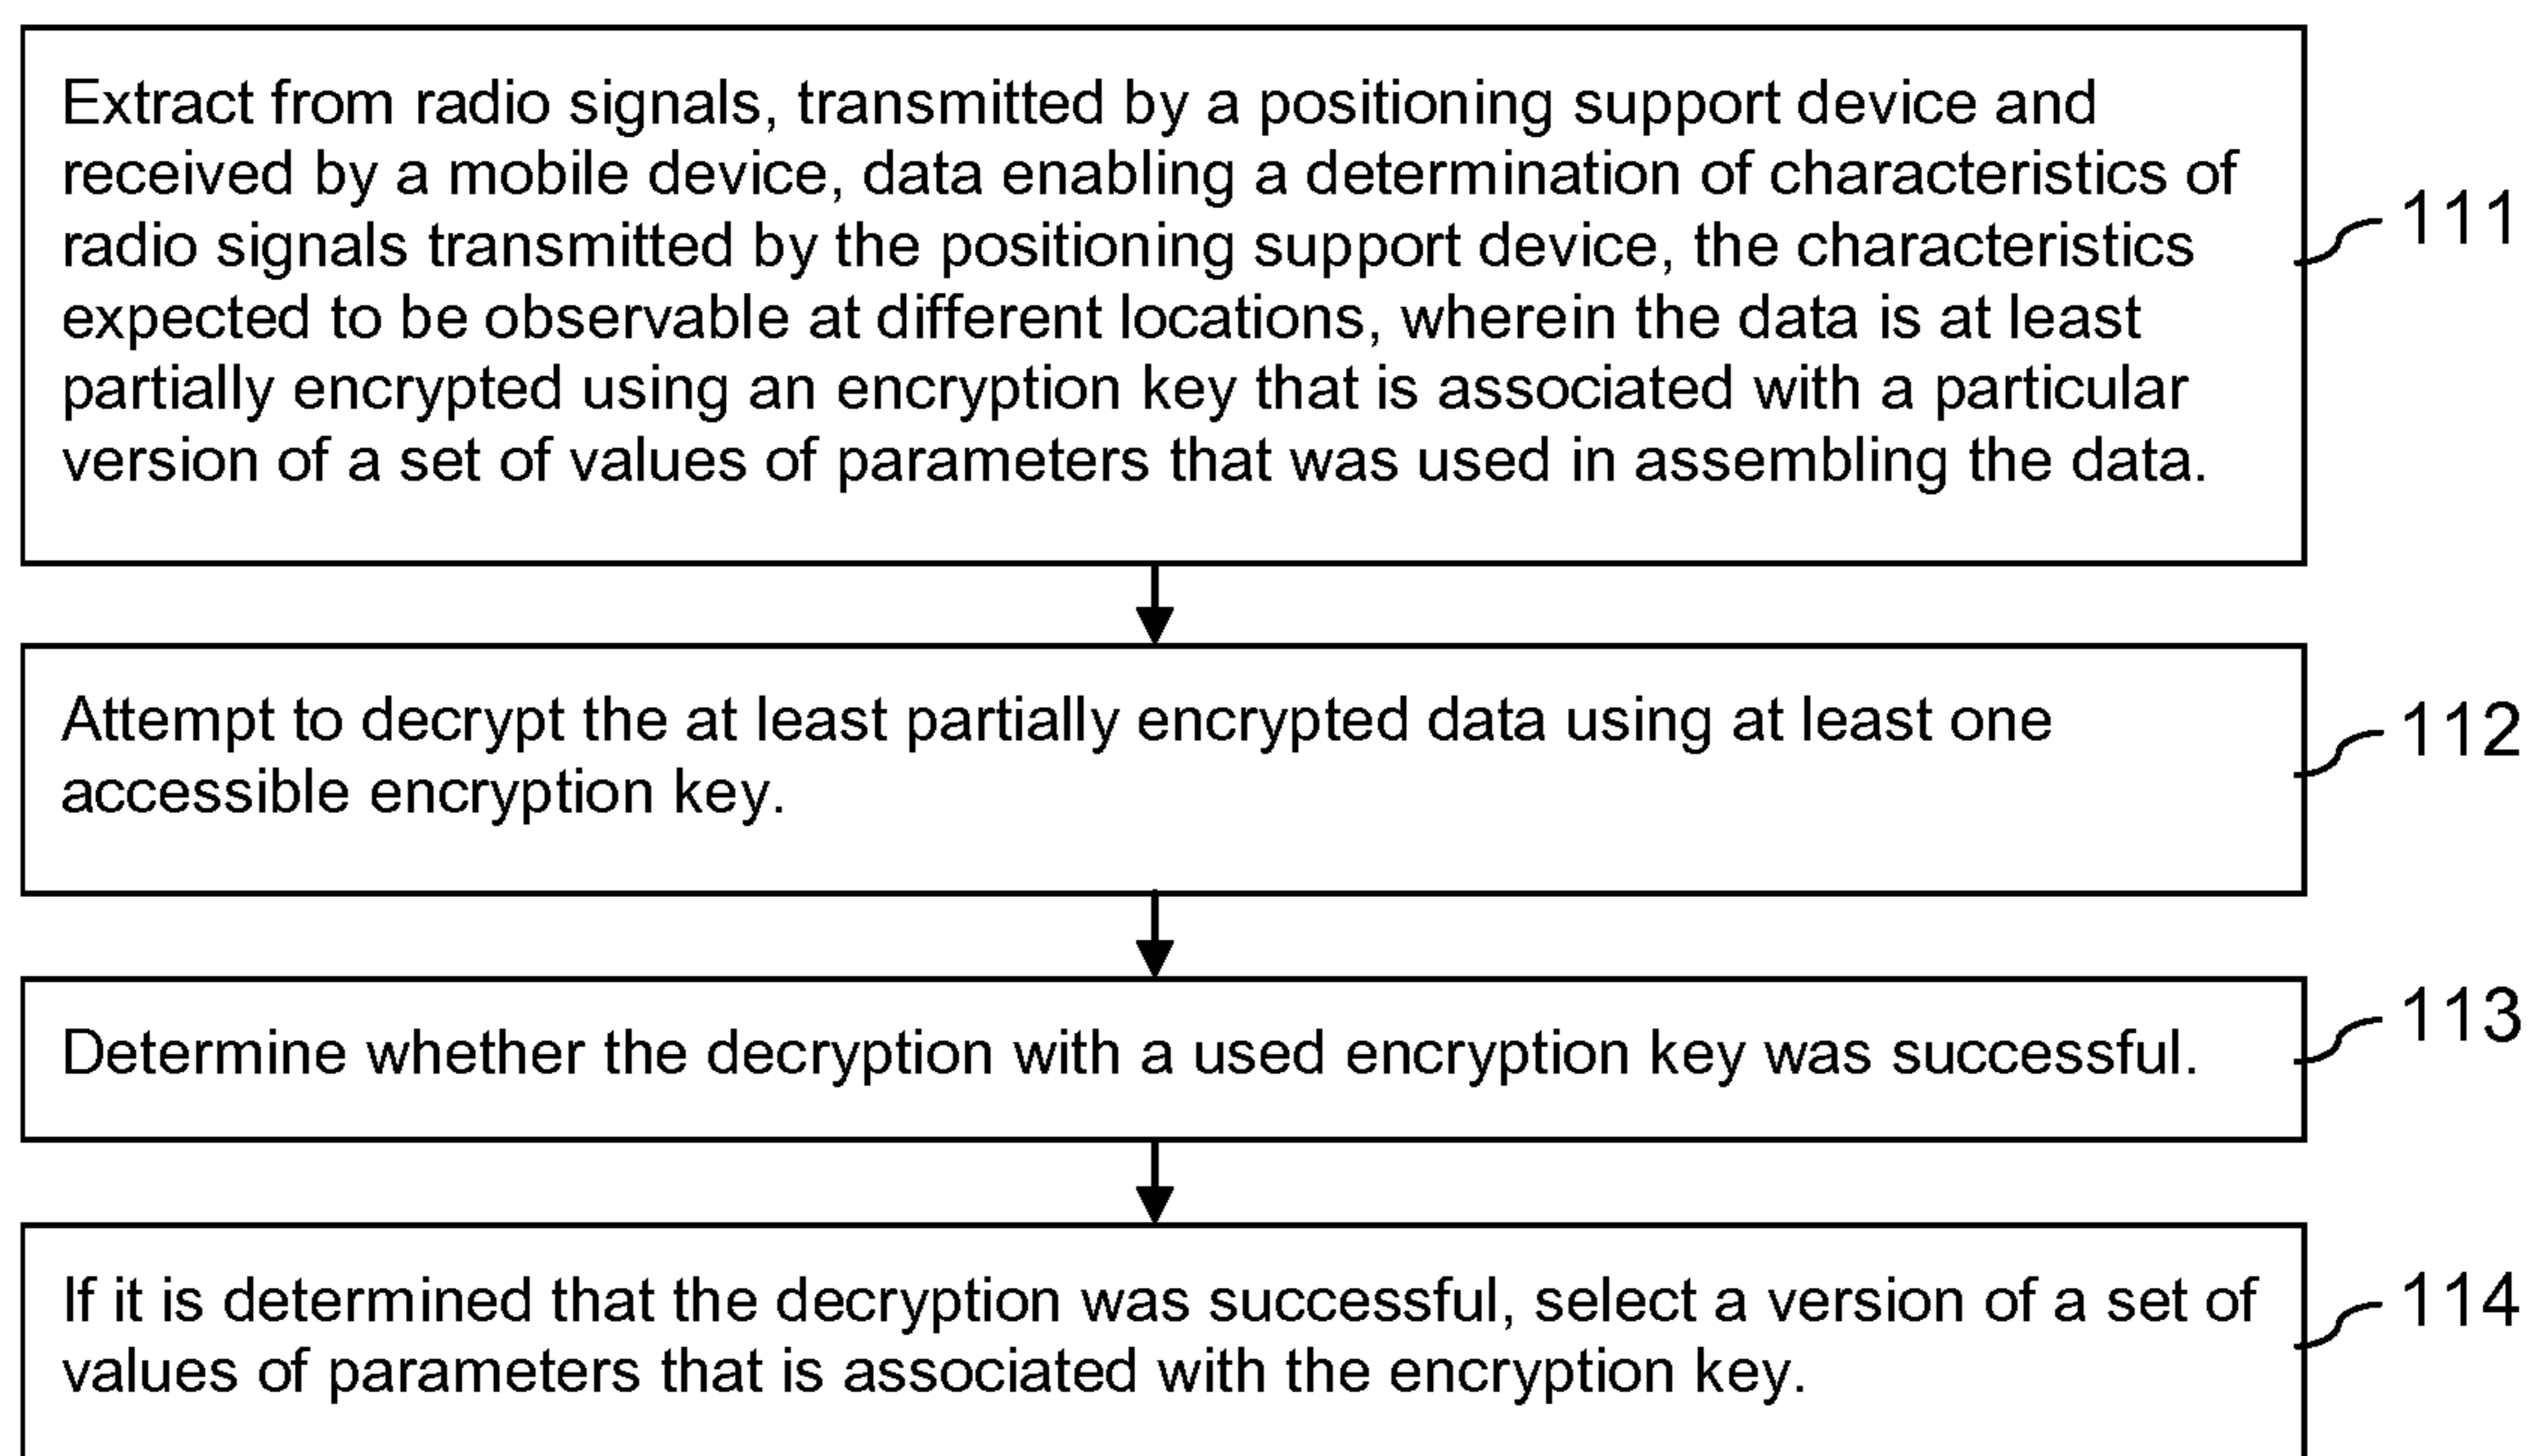 Extract from radio signals, transmitted by a positioning support device and
received by a mobile device, data enabling a determination of characteristics of
radio signals transmitted by the positioning support device, the characteristics
expected to be observable at different locations, wherein the data is at least
partially encrypted using an encryption key that is associated with a particular
version of a set of values of parameters that was used in assembling the data.
111
Attempt to decrypt the at least partially encrypted data using at least one
accessible encryption key.
112
Determine whether the decryption with a used encryption key was successful.
113
If it is determined that the decryption was successful, select a version of a set of
values of parameters that is associated with the encryption key.
114